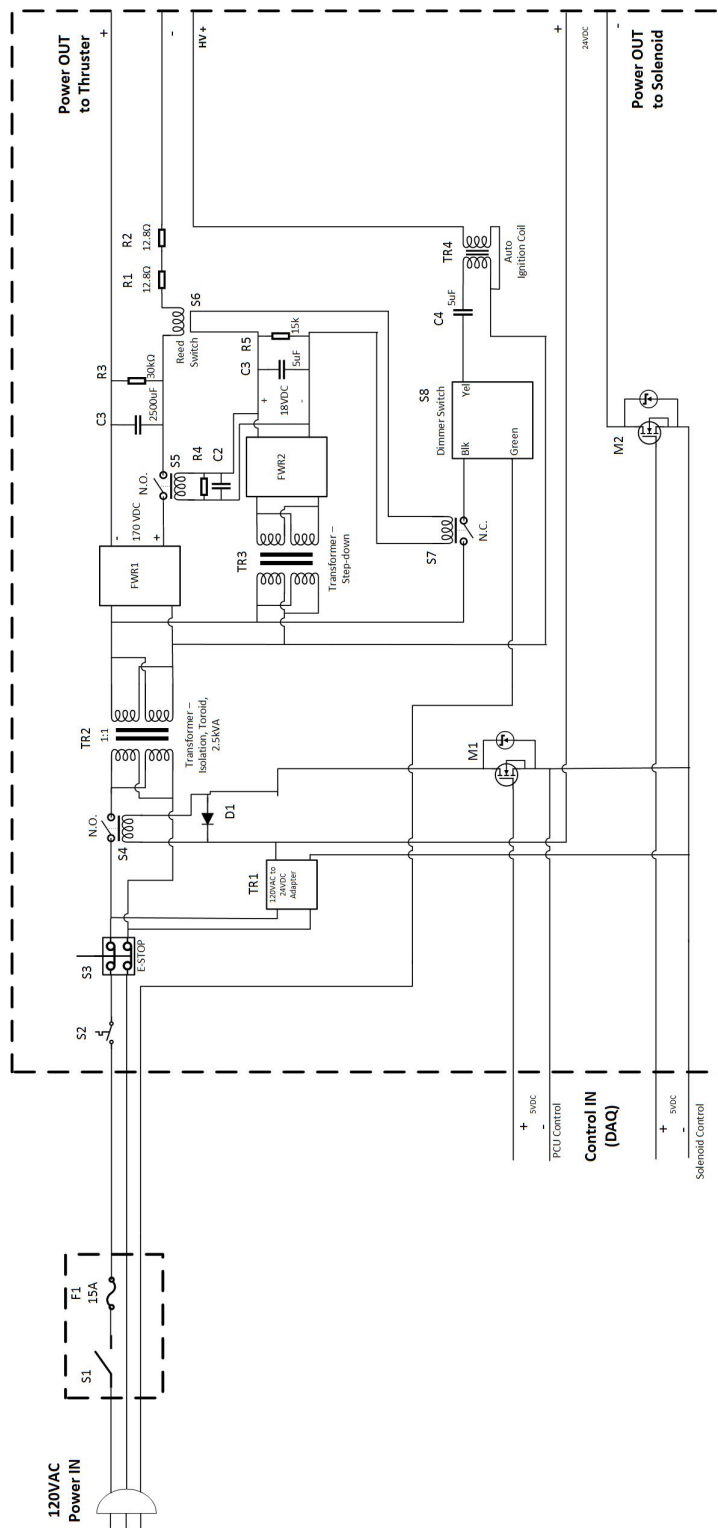 120VAC
Power IN
S1
F1
15A
S2
S3
E-STOP
N.O.
S4
D1
TR1
120VAC to
24VDC
Adapter
TR2
1:1
Transformer –
Isolation, Toroid,
2.5kVA
M1
FWR1
-
170 VDC
+
N.O.
S5
R4
C2
TR3
Transformer –
Step-down
FWR2
+
18VDC
-
C3
5uF
R5
15k
C3
2500uF
R3
30kΩ
Reed
Switch
S6
R1
12.8Ω
R2
12.8Ω
S7
N.C.
S8
Dimmer Switch
Blk
Yel
Green
C4
5uF
TR4
Auto
Ignition Coil
M2
Power OUT
to Thruster
+
-
HV +
+
24VDC
-
Power OUT
to Solenoid
Control IN
(DAQ)
+
5VDC
-
PCU Control
+
5VDC
-
Solenoid Control